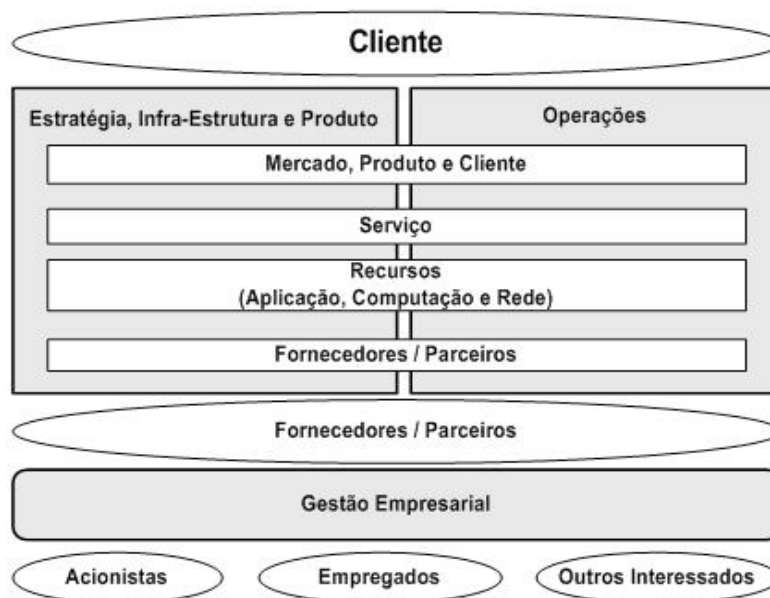 Cliente
Estratégia, Infra-Estrutura e Produto
Operações
Mercado, Produto e Cliente
Serviço
Recursos
(Aplicação, Computação e Rede)
Fornecedores / Parceiros
Fornecedores / Parceiros
Gestão Empresarial
Acionistas
Empregados
Outros Interessados